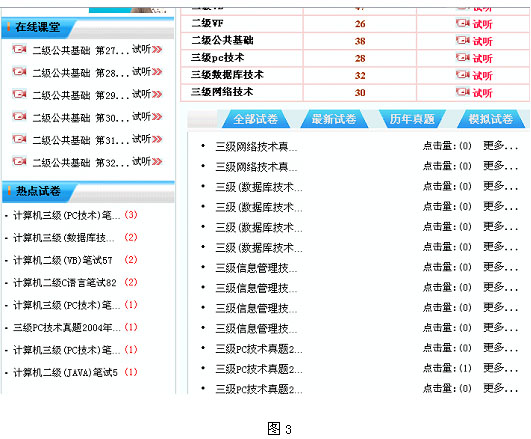 在线课堂
二级公共基础 第27...试听
二级公共基础 第28...试听
二级公共基础 第29...试听
二级公共基础 第30...试听
二级公共基础 第31...试听
二级公共基础 第32...试听
热点试卷
计算机三级(PC技术)笔...(3)
计算机三级(数据库技...(2)
计算机二级(VB)笔试57 (2)
计算机二级C语言笔试82 (2)
计算机三级(PC技术)笔...(1)
三级PC技术真题2004年...(1)
计算机三级(PC技术)笔...(1)
计算机二级(JAVA)笔试5 (1)
二级VF 26 试听
二级公共基础 38 试听
三级pc技术 28 试听
三级数据库技术 32 试听
三级网络技术 30 试听
全部试卷 最新试卷 历年真题 模拟试卷
• 三级网络技术真... 点击量:(0) 更多...
• 三级网络技术真... 点击量:(0) 更多...
• 三级(数据库技术... 点击量:(0) 更多...
• 三级(数据库技术... 点击量:(0) 更多...
• 三级(数据库技术... 点击量:(0) 更多...
• 三级(数据库技术... 点击量:(0) 更多...
• 三级信息管理技... 点击量:(0) 更多...
• 三级信息管理技... 点击量:(0) 更多...
• 三级信息管理技... 点击量:(0) 更多...
• 三级信息管理技... 点击量:(0) 更多...
• 三级PC技术真题2... 点击量:(0) 更多...
• 三级PC技术真题2... 点击量:(1) 更多...
• 三级PC技术真题2... 点击量:(0) 更多...
图3